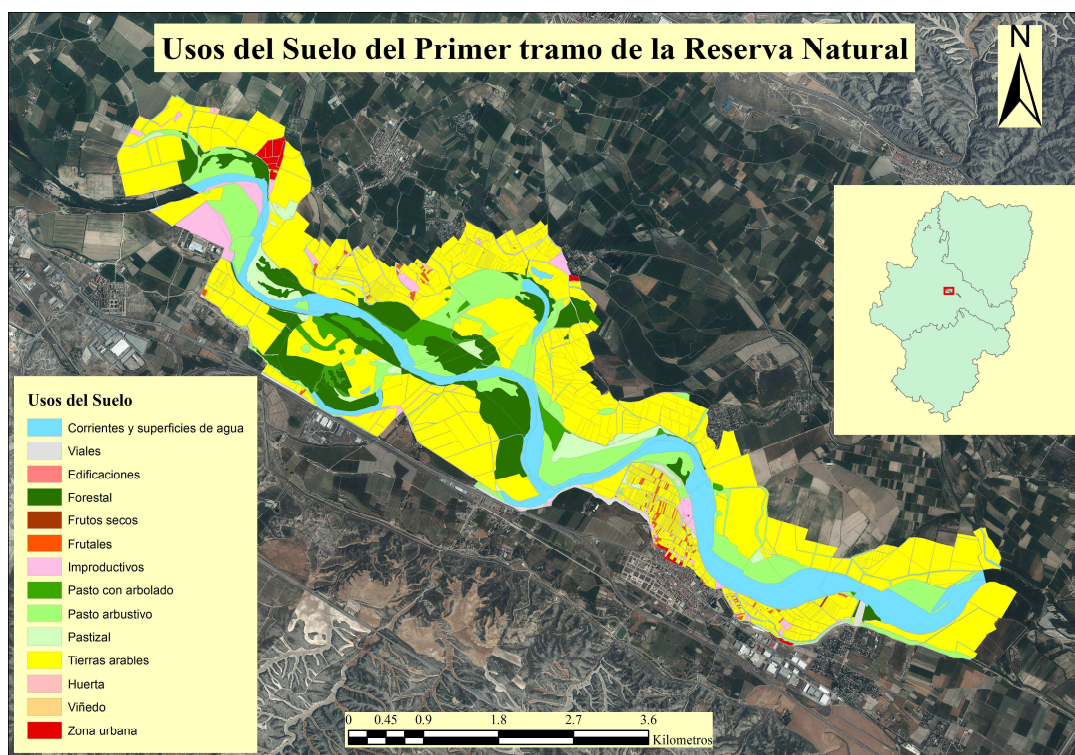 Usos del Suelo del Primer tramo de la Reserva Natural
N
Usos del Suelo
Corrientes y superficies de agua
Viales
Edificaciones
Forestal
Frutos secos
Frutales
Improductivos
Pasto con arbolado
Pasto arbustivo
Pastizal
Tierras arables
Huerta
Viñedo
Zona urbana
0 0.45 0.9 1.8 2.7 3.6
Kilometros